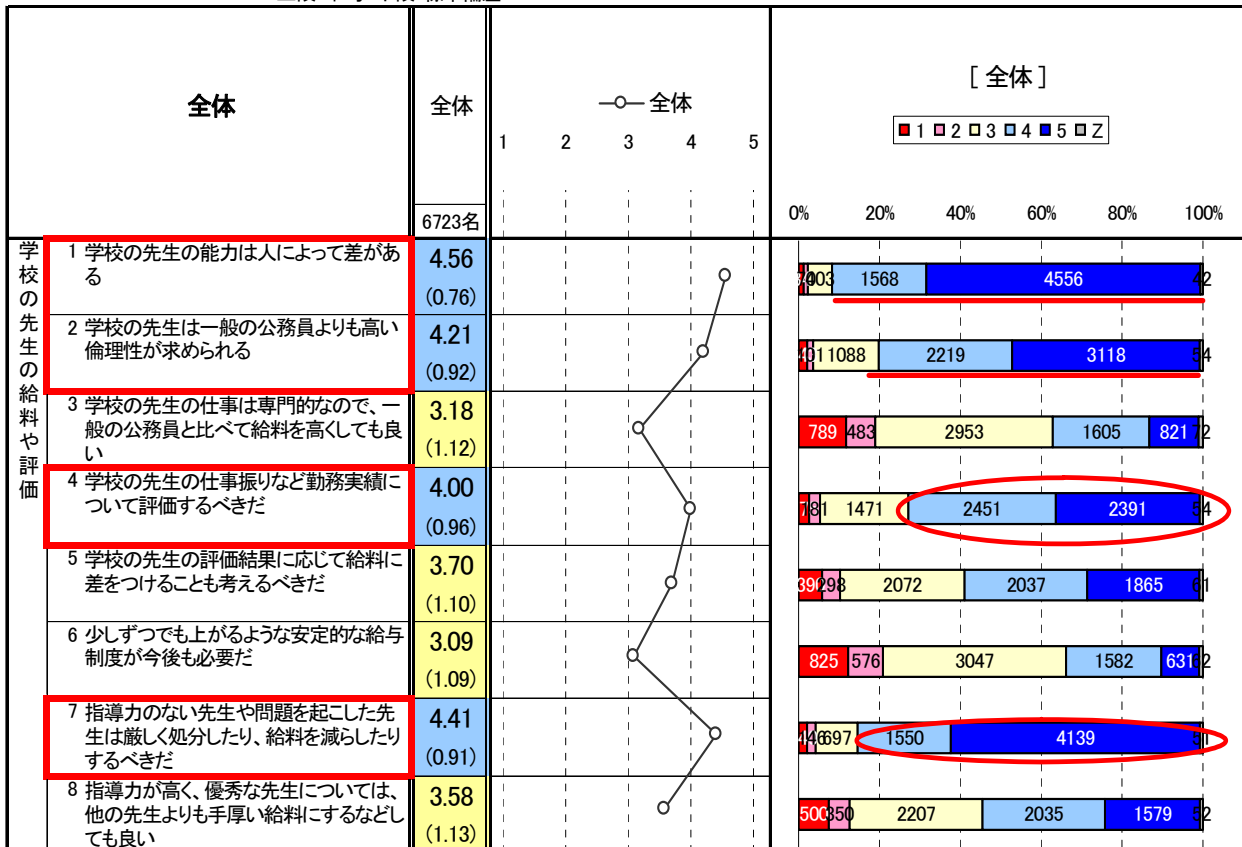 全体
全体
全体
[ 全体 ]
1 2 3 4 5 Z
1 2 3 4 5
6723名
0% 20% 40% 60% 80% 100%
学校の先生の給料や評価
1 学校の先生の能力は人によって差があ
る
4.56
(0.76)
403 1568 4556 42
2 学校の先生は一般の公務員よりも高い
倫理性が求められる
4.21
(0.92)
1088 2219 3118 54
3 学校の先生の仕事は専門的なので、一
般の公務員と比べて給料を高くしても良
い
3.18
(1.12)
789 483 2953 1605 821 72
4 学校の先生の仕事振りなど勤務実績に
ついて評価するべきだ
4.00
(0.96)
181 1471 2451 2391 54
5 学校の先生の評価結果に応じて給料に
差をつけることも考えるべきだ
3.70
(1.10)
390 298 2072 2037 1865 61
6 少しずつでも上がるような安定的な給与
制度が今後も必要だ
3.09
(1.09)
825 576 3047 1582 631 62
7 指導力のない先生や問題を起こした先
生は厳しく処分したり、給料を減らしたり
するべきだ
4.41
(0.91)
146 697 1550 4139 51
8 指導力が高く、優秀な先生については、
他の先生よりも手厚い給料にするなどし
ても良い
3.58
(1.13)
500 350 2207 2035 1579 52